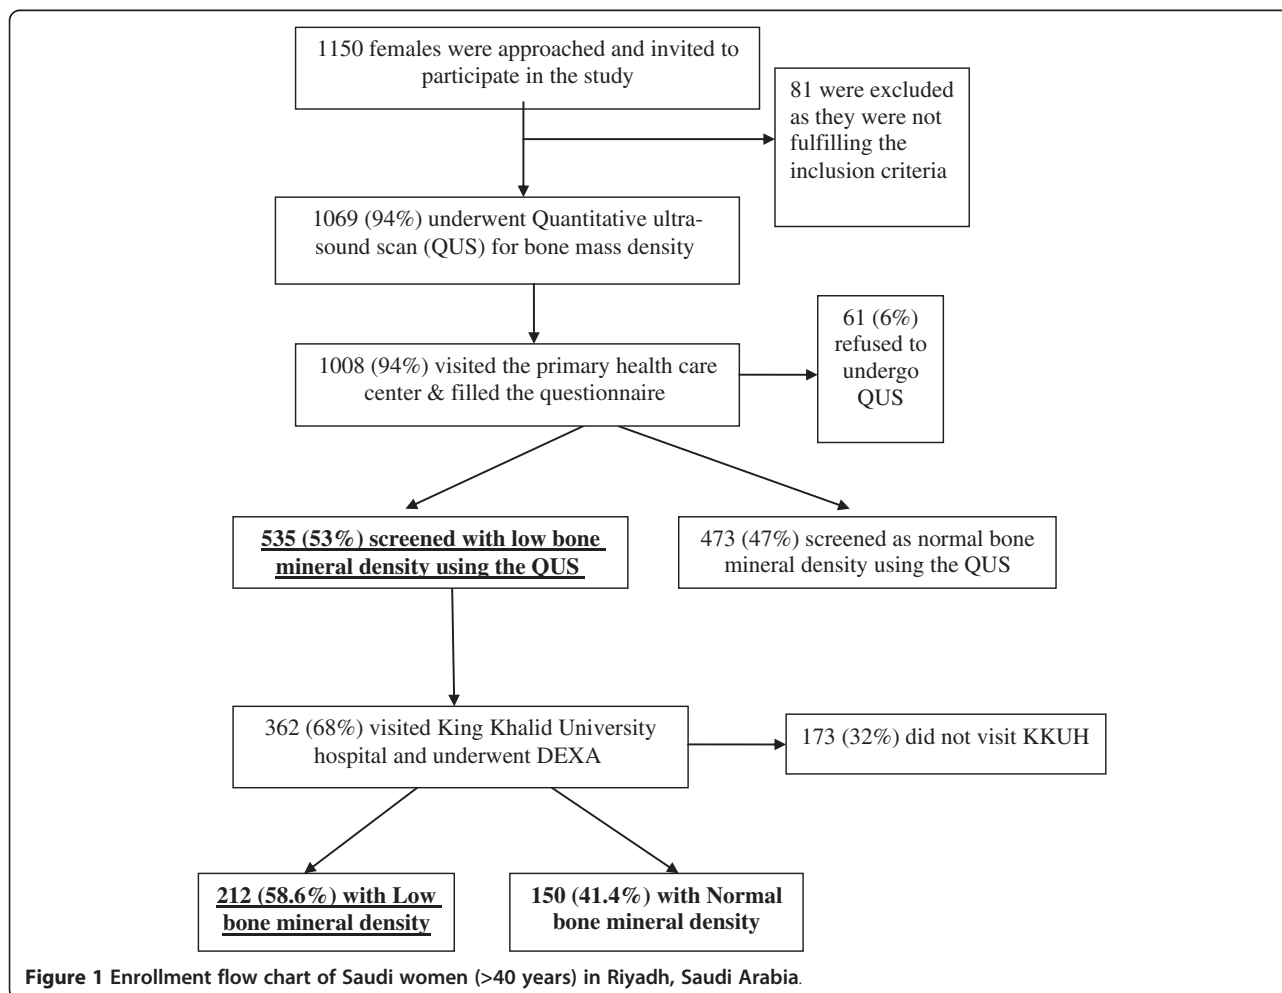 1150 females were approached and invited to
participate in the study
81 were excluded
as they were not
fulfilling the
inclusion criteria
1069 (94%) underwent Quantitative ultra-
sound scan (QUS) for bone mass density
61 (6%)
refused to
undergo
QUS
1008 (94%) visited the primary health care
center & filled the questionnaire
535 (53%) screened with low bone
mineral density using the QUS
473 (47%) screened as normal bone
mineral density using the QUS
362 (68%) visited King Khalid University
hospital and underwent DEXA
173 (32%) did not visit KKUH
212 (58.6%) with Low
bone mineral density
150 (41.4%) with Normal
bone mineral density
Figure 1 Enrollment flow chart of Saudi women (>40 years) in Riyadh, Saudi Arabia.